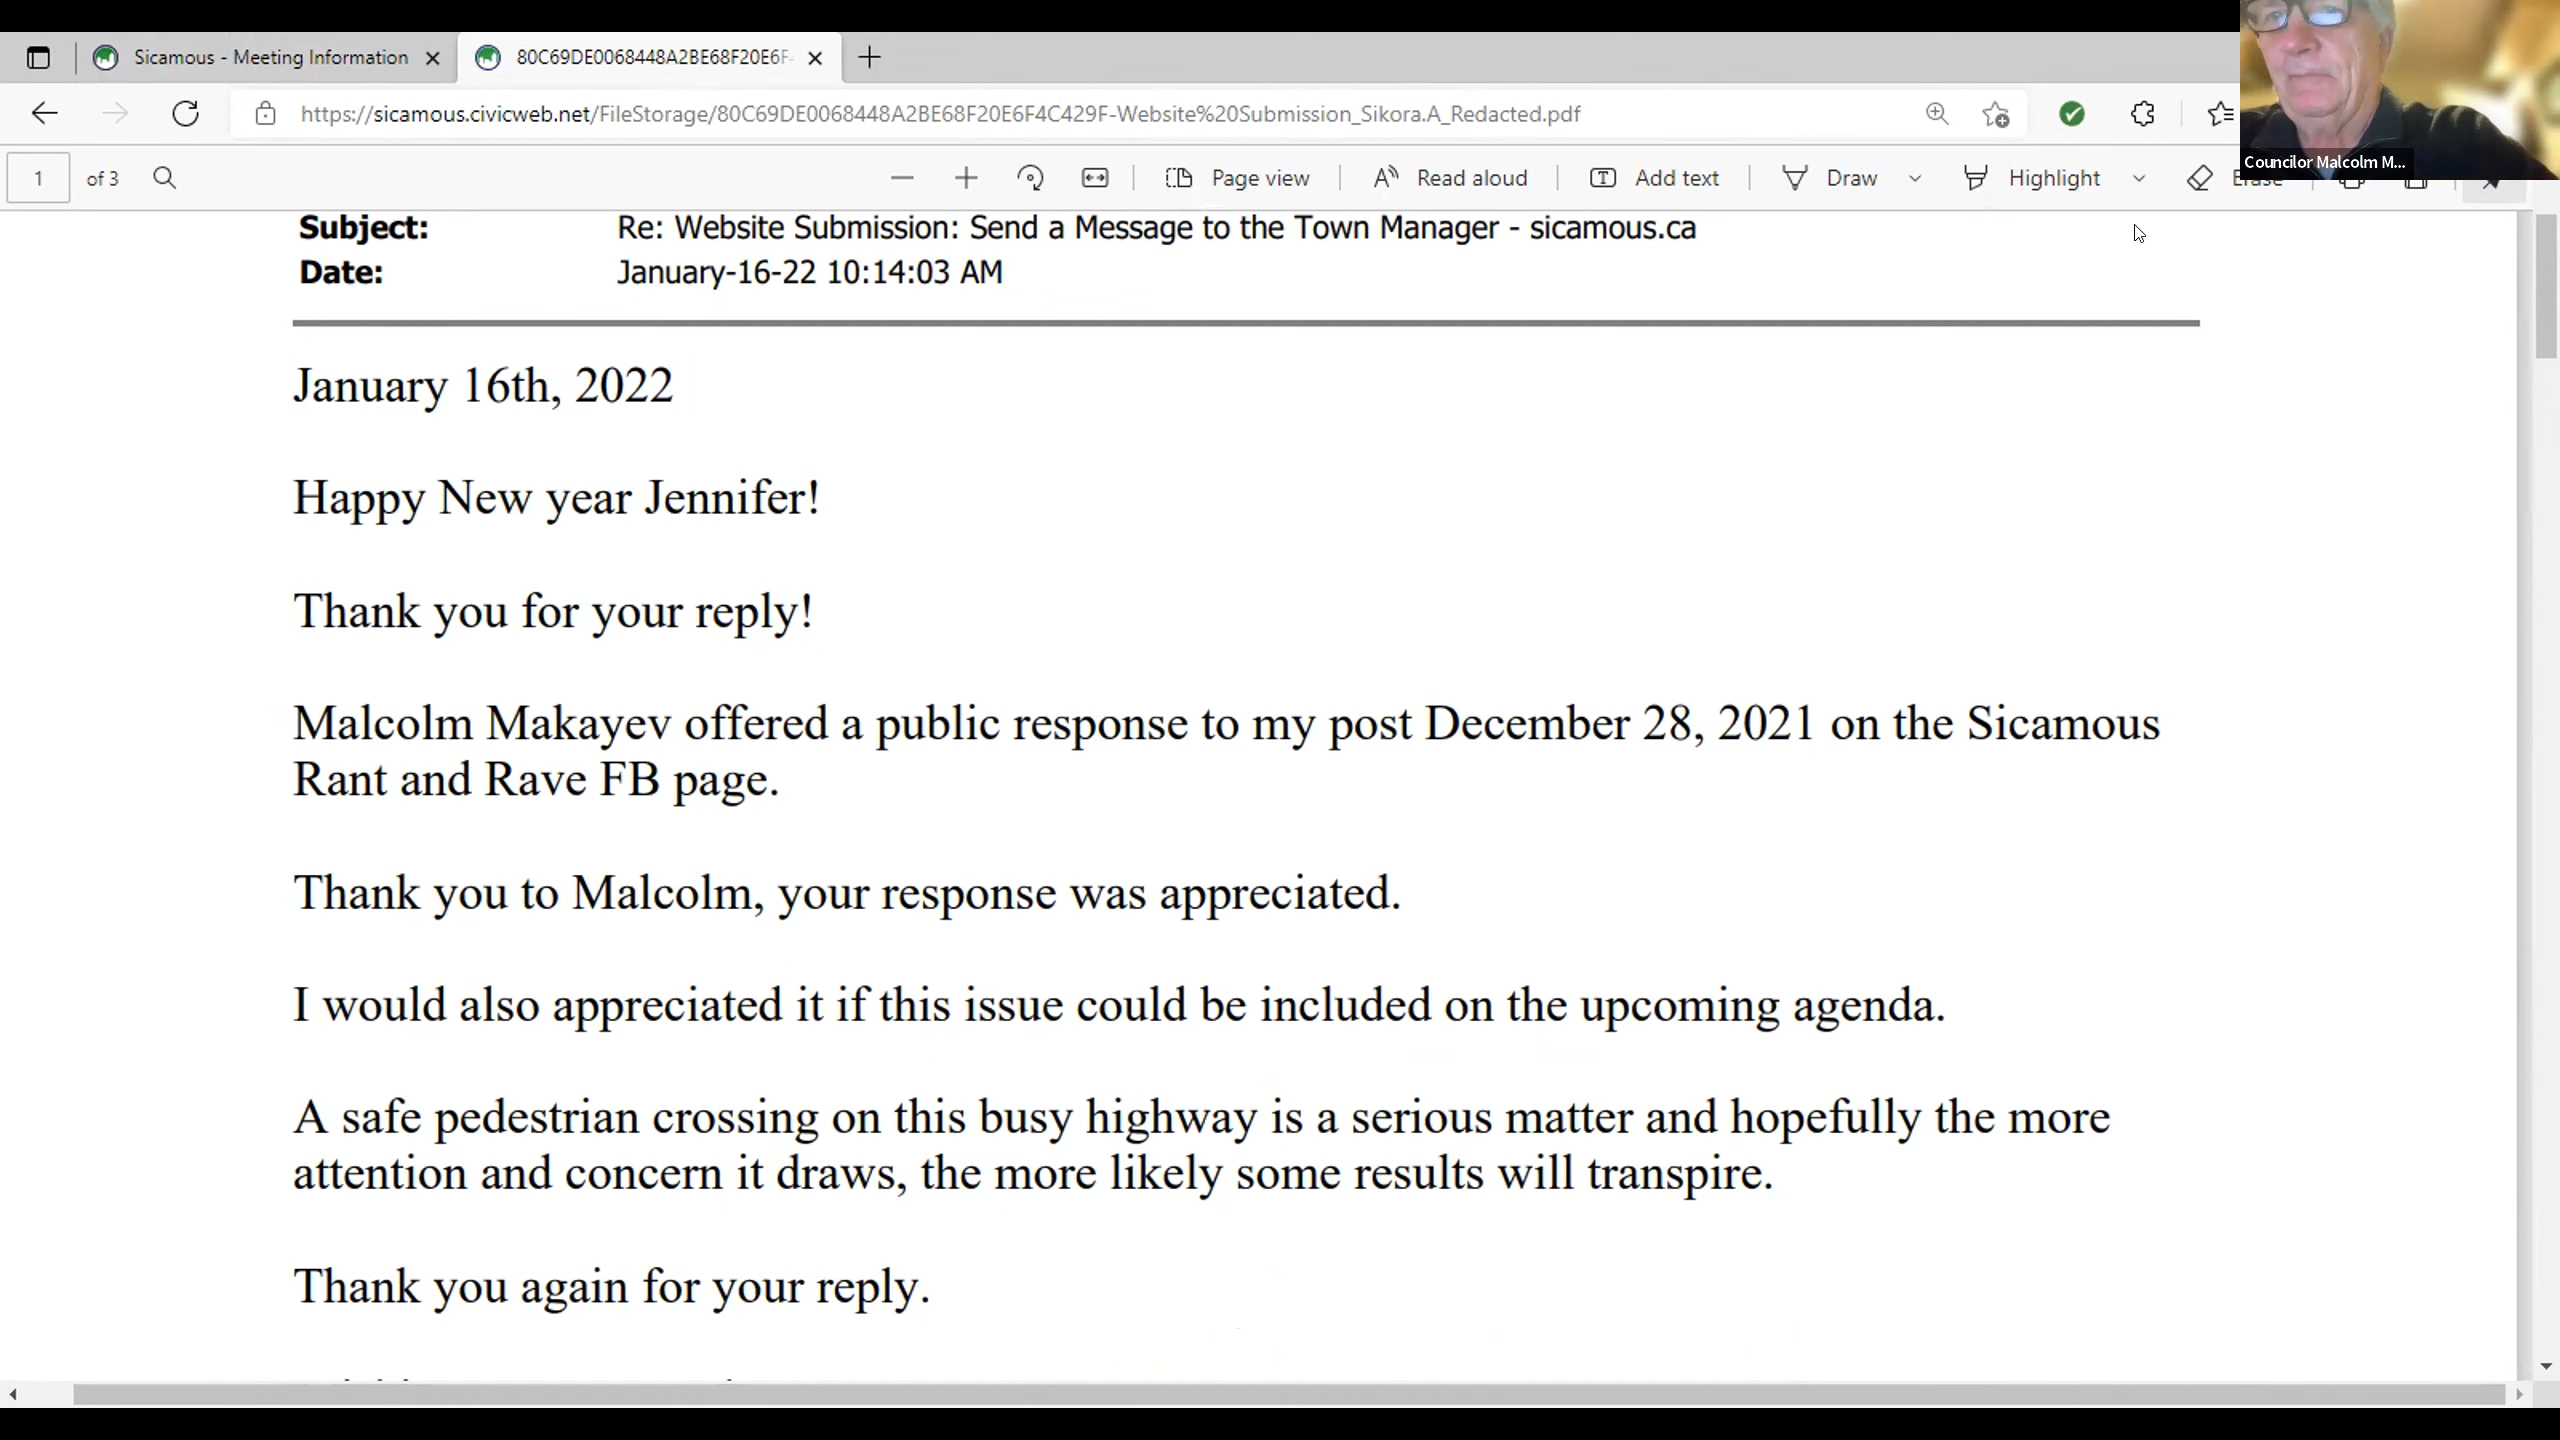 Sicamous - Meeting Information
80C69DE0068448A2BE68F20E6F
https://sicamous.civicweb.net/FileStorage/80C69DE0068448A2BE68F20E6F4C429F-Website%20Submission_Sikora.A_Redacted.pdf
Councilor Malcolm M...
1 of 3 Page view Read aloud Add text Draw Highlight Erase
Subject: Re: Website Submission: Send a Message to the Town Manager - sicamous.ca
Date: January-16-22 10:14:03 AM
January 16th, 2022
Happy New year Jennifer!
Thank you for your reply!
Malcolm Makayev offered a public response to my post December 28, 2021 on the Sicamous
Rant and Rave FB page.
Thank you to Malcolm, your response was appreciated.
I would also appreciated it if this issue could be included on the upcoming agenda.
A safe pedestrian crossing on this busy highway is a serious matter and hopefully the more
attention and concern it draws, the more likely some results will transpire.
Thank you again for your reply.